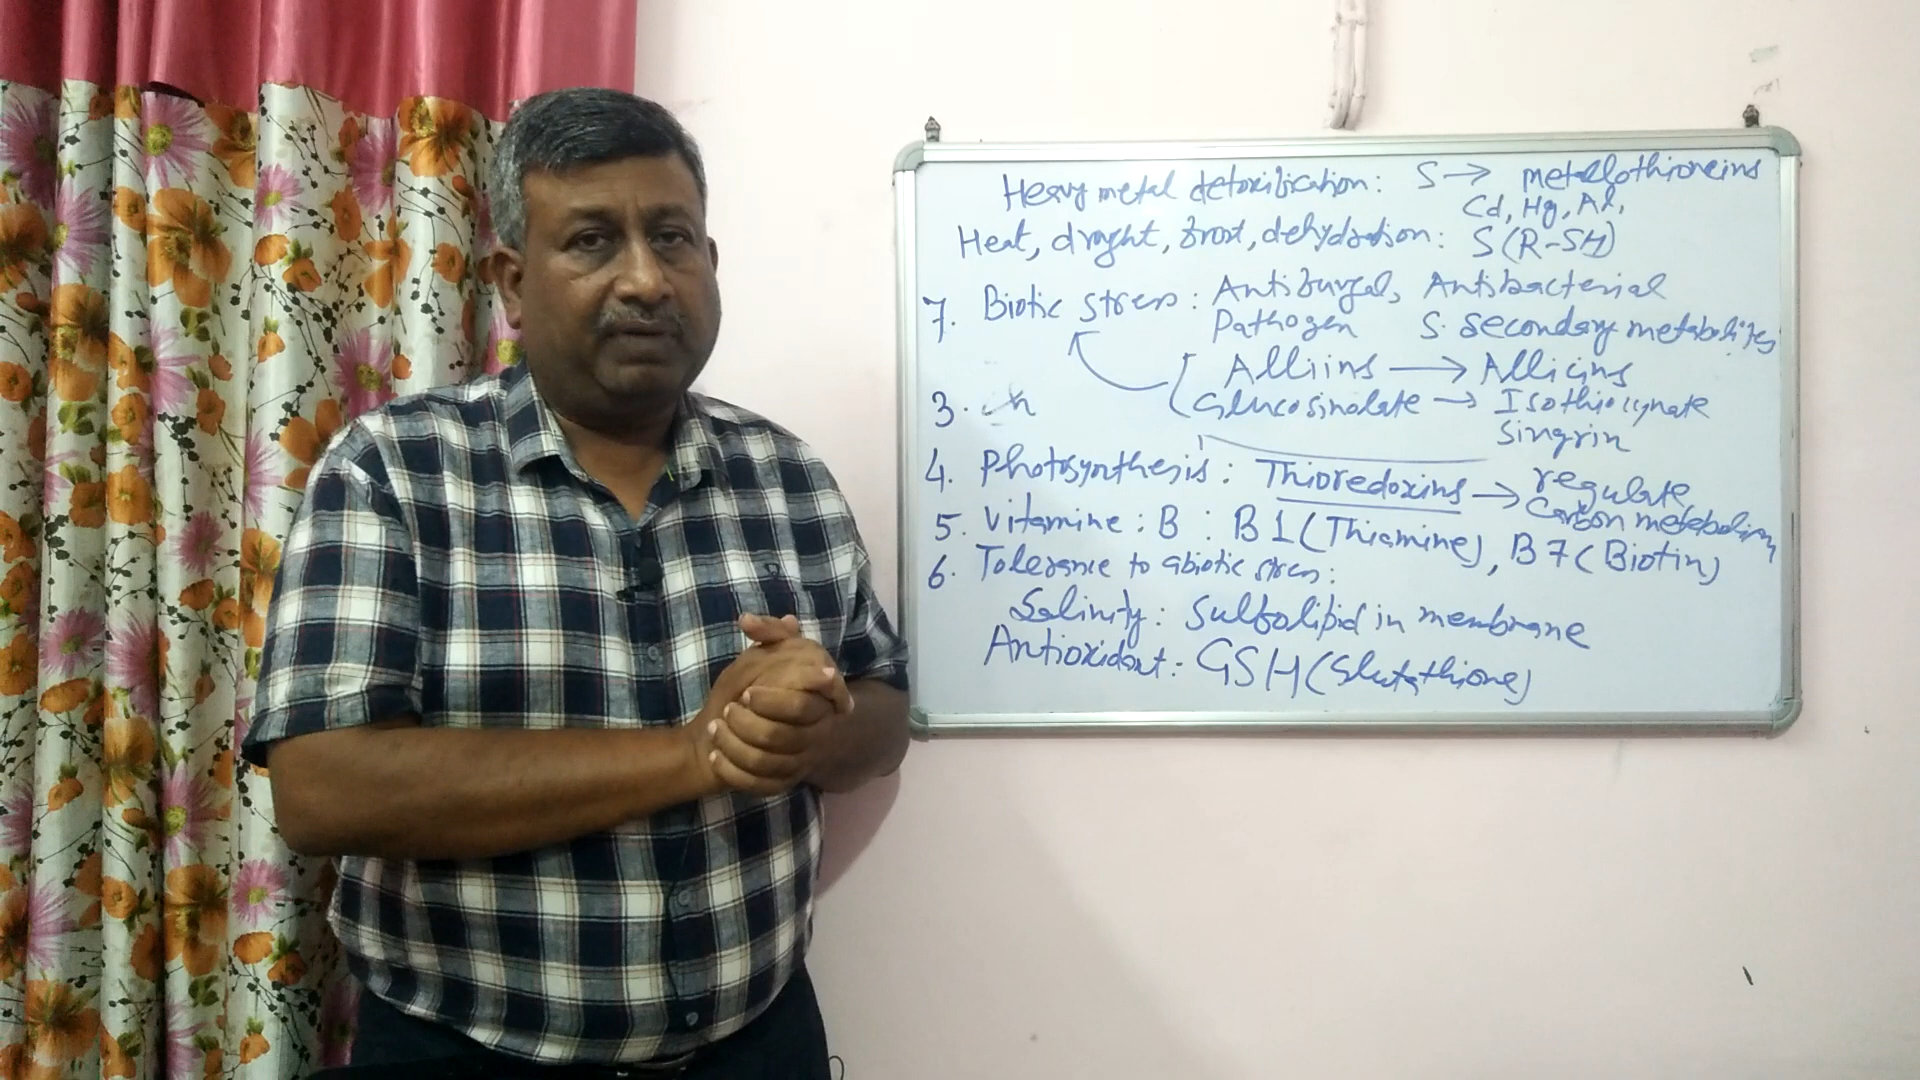 Heavy metal detoxification: S → metallothioneins
Cd, Hg, Al,
Heat, draght, frost, dehydration: S (R-SH)
7. Biotic stress: Antifungal, Antibacterial
Pathogen S. secondary metabolites
Alliins → Allicins
3.
Glucosinolate → Isothiocynate
Singrin
4. Photosynthesis: Thioredoxins → regulate
Carbon metabolism
5. Vitamine: B: B1 (Thiamine), B7 (Biotin)
6. Tolerance to abiotic stress:
Salinity: Sulfolipid in membrane
Antioxidant: GSH (Glutathione)